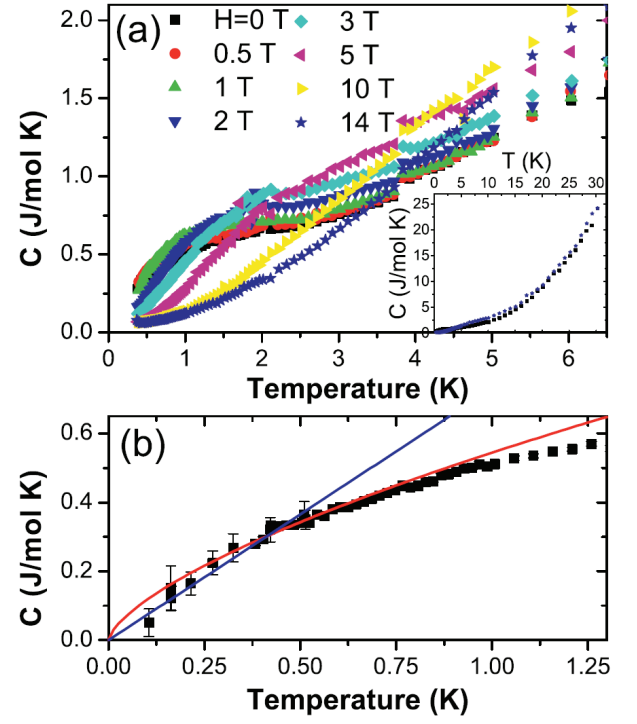 (a)
H=0 T
0.5 T
1 T
2 T
3 T
5 T
10 T
14 T
C (J/mol K)
2.0
1.5
1.0
0.5
0.0
0 1 2 3 4 5 6
Temperature (K)
T (K)
0 5 10 15 20 25 30
C (J/mol K)
25
20
15
10
5
0
(b)
C (J/mol K)
0.6
0.4
0.2
0.0
0.00 0.25 0.50 0.75 1.00 1.25
Temperature (K)